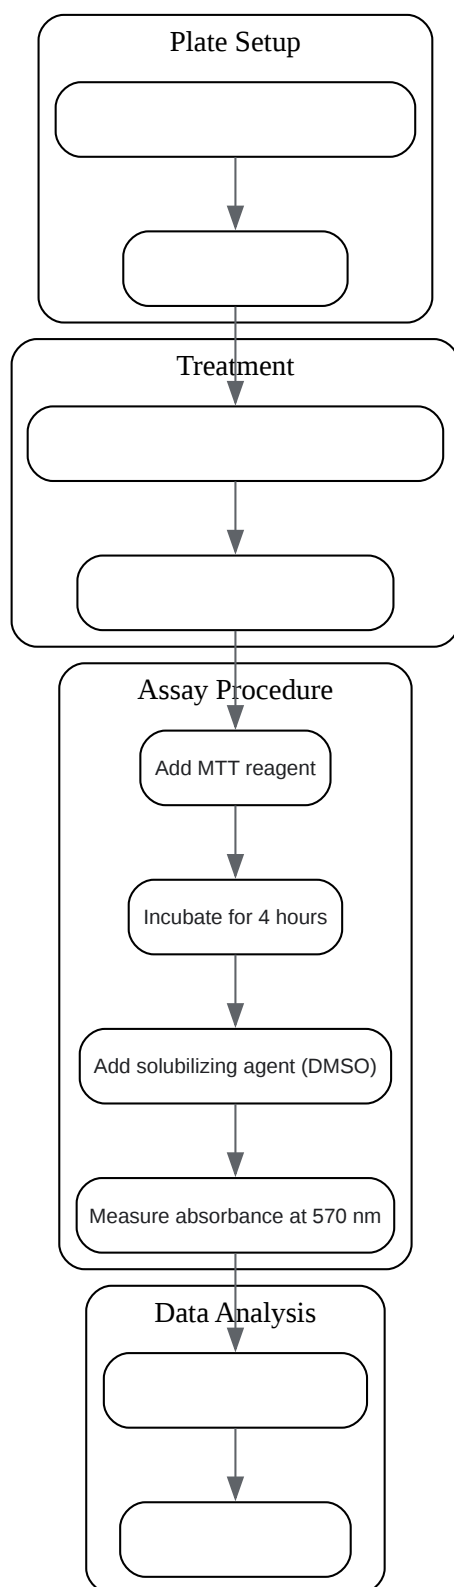 Plate Setup
Treatment
Assay Procedure
Add MTT reagent
Incubate for 4 hours
Add solubilizing agent (DMSO)
Measure absorbance at 570 nm
Data Analysis